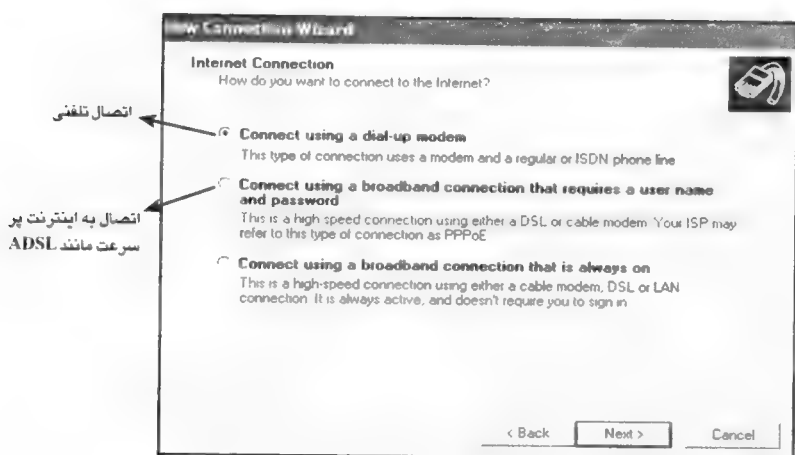 New Connection Wizard
Internet Connection
How do you want to connect to the Internet?
اتصال تلفنی
Connect using a dial-up modem
This type of connection uses a modem and a regular or ISDN phone line
Connect using a broadband connection that requires a user name
and password
This is a high speed connection using either a DSL or cable modem Your ISP may
refer to this type of connection as PPPoE
اتصال به اینترنت پر
سرعت مانند ADSL
Connect using a broadband connection that is always on
This is a high-speed connection using either a cable modem, DSL or LAN
connection It is always active, and doesn't require you to sign in
< Back
Next >
Cancel